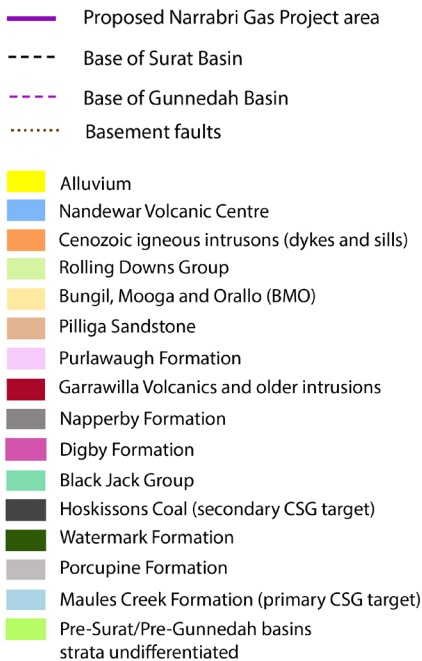 Proposed Narrabri Gas Project area
Base of Surat Basin
Base of Gunnedah Basin
Basement faults
Alluvium
Nandewar Volcanic Centre
Cenozoic igneous intrusons (dykes and sills)
Rolling Downs Group
Bungil, Mooga and Orallo (BMO)
Pilliga Sandstone
Purlawaugh Formation
Garrawilla Volcanics and older intrusions
Napperby Formation
Digby Formation
Black Jack Group
Hoskissons Coal (secondary CSG target)
Watermark Formation
Porcupine Formation
Maules Creek Formation (primary CSG target)
Pre-Surat/Pre-Gunnedah basins
strata undifferentiated